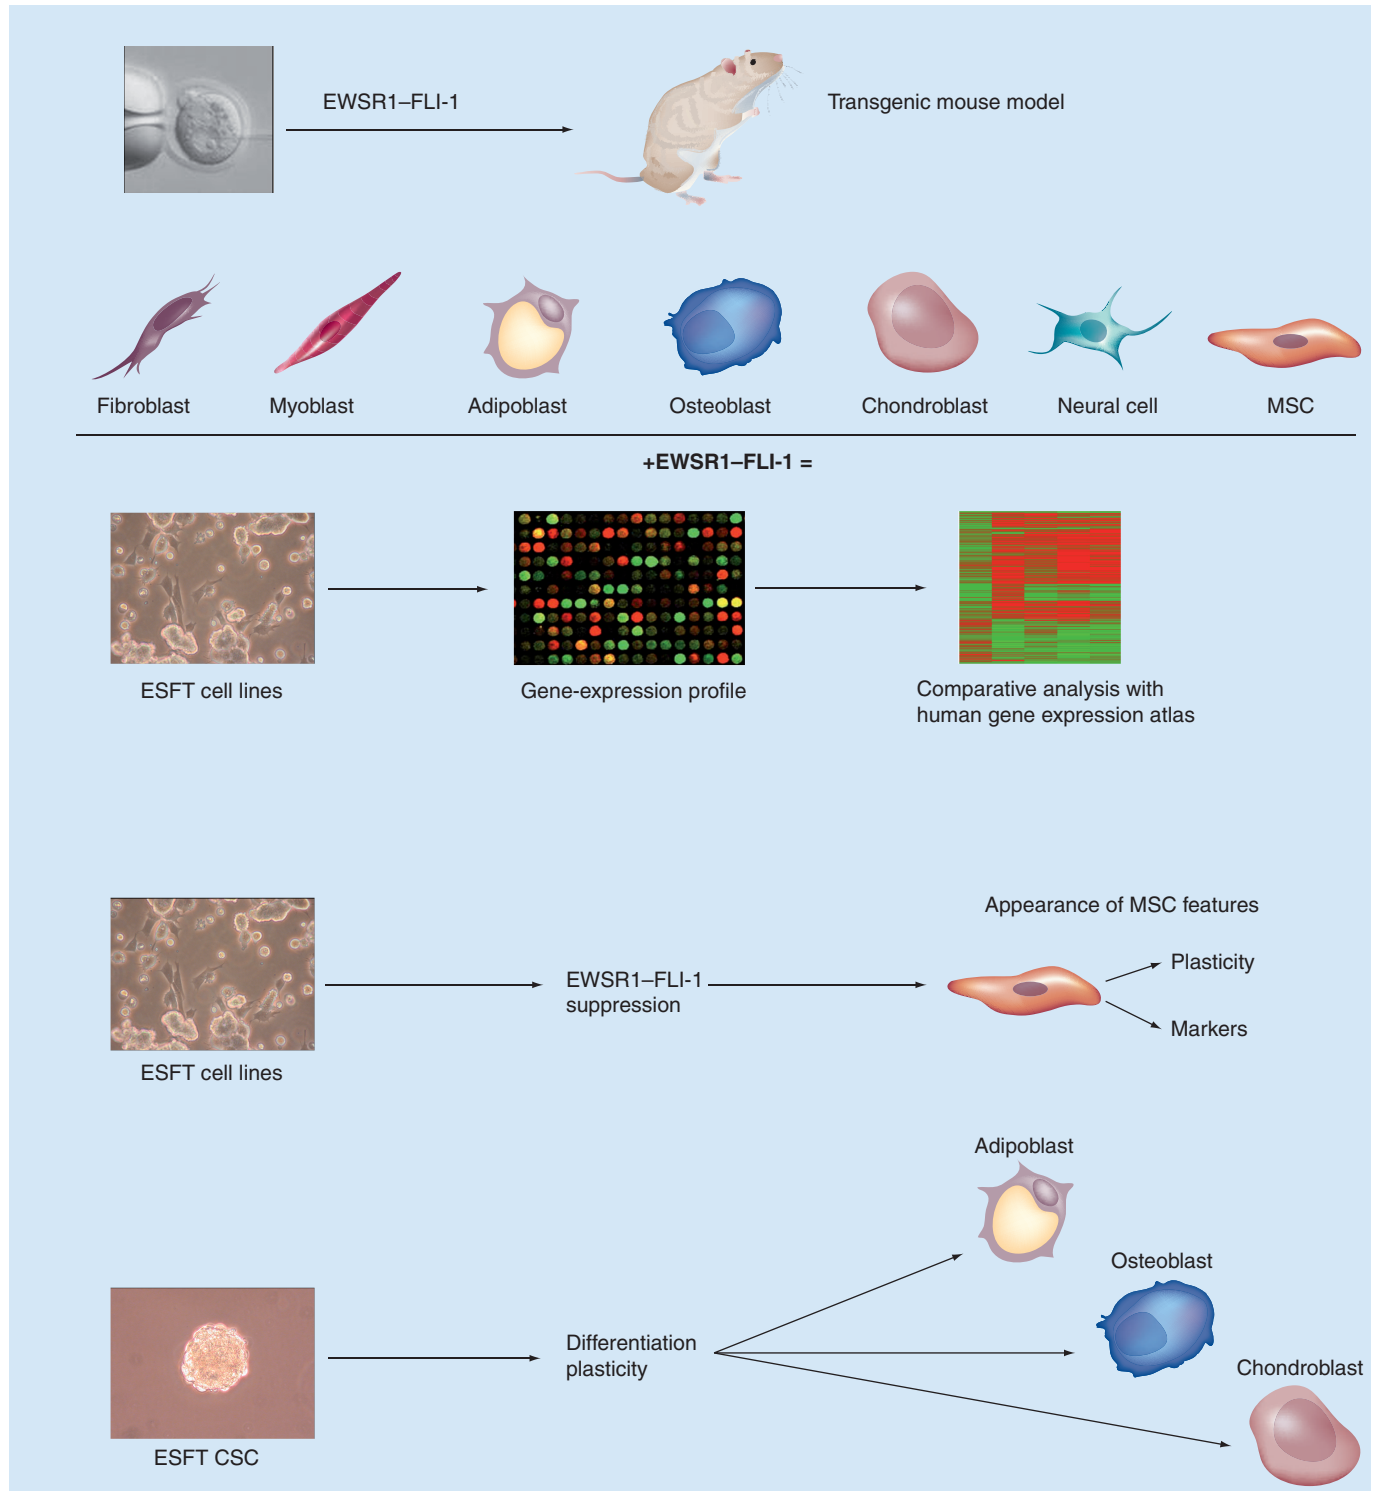 EWSR1–FLI-1
Transgenic mouse model
Fibroblast
Myoblast
Adipoblast
Osteoblast
Chondroblast
Neural cell
MSC
+EWSR1–FLI-1 =
ESFT cell lines
Gene-expression profile
Comparative analysis with
human gene expression atlas
Appearance of MSC features
EWSR1–FLI-1
suppression
Plasticity
Markers
ESFT cell lines
Adipoblast
Osteoblast
Differentiation
plasticity
Chondroblast
ESFT CSC